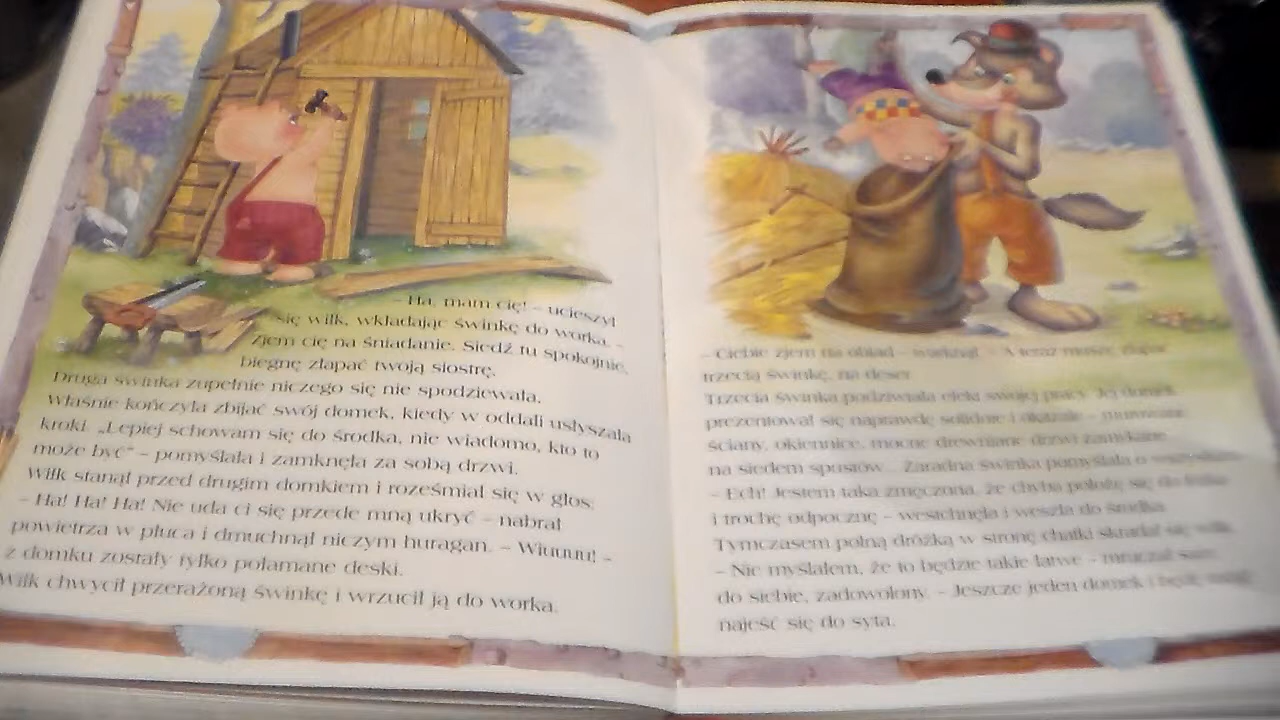 – Ha, mam cię! – ucieszył
się wilk, wkładając świnkę do worka. –
Zjem cię na śniadanie. Siedź tu spokojnie,
biegnę złapać twoją siostrę.
Druga świnka zupełnie niczego się nie spodziewała.
Właśnie kończyła zbijać swój domek, kiedy w oddali usłyszała
kroki. „Lepiej schowam się do środka, nie wiadomo, kto to
może być” – pomyślała i zamknęła za sobą drzwi.
Wilk stanął przed drugim domkiem i roześmiał się w głos:
– Ha! Ha! Ha! Nie uda ci się przede mną ukryć – nabrał
powietrza w płuca i dmuchnął niczym huragan. – Wiuuuu! –
z domku zostały tylko połamane deski.
Wilk chwycił przerażoną świnkę i wrzucił ją do worka.
– Ciebie zjem na obiad – – A teraz muszę
trzecią świnkę, na deser.
Trzecia świnka podziwiała efekt swojej pracy. Jej domek
prezentował się naprawdę solidnie i okazale – murowane
ściany, okiennice, mocne drewniane drzwi zamykane
na siedem spustów... Zaradna świnka pomyślała o
– Ech! Jestem taka zmęczona, że chyba położę się do łóżka
i trochę odpocznę – westchnęła i weszła do środka.
Tymczasem polną dróżką w stronę chatki skradał się wilk.
– Nie myślałem, że to będzie takie łatwe – mruczał sam
do siebie, zadowolony. – Jeszcze jeden domek i będę mógł
najeść się do syta.